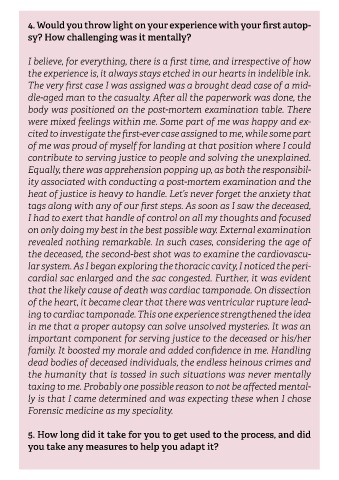 4. Would you throw light on your experience with your first autop-
sy? How challenging was it mentally?
I believe, for everything, there is a first time, and irrespective of how
the experience is, it always stays etched in our hearts in indelible ink.
The very first case I was assigned was a brought dead case of a mid-
dle-aged man to the casualty. After all the paperwork was done, the
body was positioned on the post-mortem examination table. There
were mixed feelings within me. Some part of me was happy and ex-
cited to investigate the first-ever case assigned to me, while some part
of me was proud of myself for landing at that position where I could
contribute to serving justice to people and solving the unexplained.
Equally, there was apprehension popping up, as both the responsibil-
ity associated with conducting a post-mortem examination and the
heat of justice is heavy to handle. Let's never forget the anxiety that
tags along with any of our first steps. As soon as I saw the deceased,
I had to exert that handle of control on all my thoughts and focused
on only doing my best in the best possible way. External examination
revealed nothing remarkable. In such cases, considering the age of
the deceased, the second-best shot was to examine the cardiovascu-
lar system. As I began exploring the thoracic cavity, I noticed the peri-
cardial sac enlarged and the sac congested. Further, it was evident
that the likely cause of death was cardiac tamponade. On dissection
of the heart, it became clear that there was ventricular rupture lead-
ing to cardiac tamponade. This one experience strengthened the idea
in me that a proper autopsy can solve unsolved mysteries. It was an
important component for serving justice to the deceased or his/her
family. It boosted my morale and added confidence in me. Handling
dead bodies of deceased individuals, the endless heinous crimes and
the humanity that is tossed in such situations was never mentally
taxing to me. Probably one possible reason to not be affected mental-
ly is that I came determined and was expecting these when I chose
Forensic medicine as my speciality.
5. How long did it take for you to get used to the process, and did
you take any measures to help you adapt it?